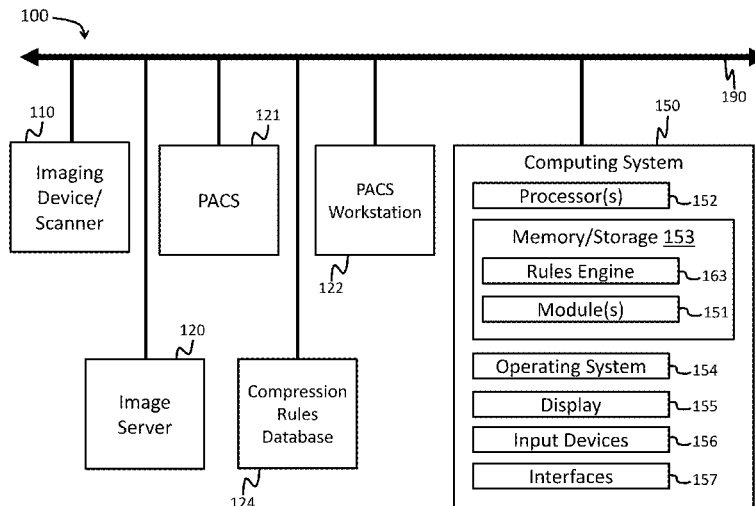 100
190
110
Imaging
Device/
Scanner
121
PACS
PACS
Workstation
122
120
Image
Server
Compression
Rules
Database
124
150
Computing System
Processor(s)
152
Memory/Storage 153
Rules Engine
163
Module(s)
151
Operating System
154
Display
155
Input Devices
156
Interfaces
157